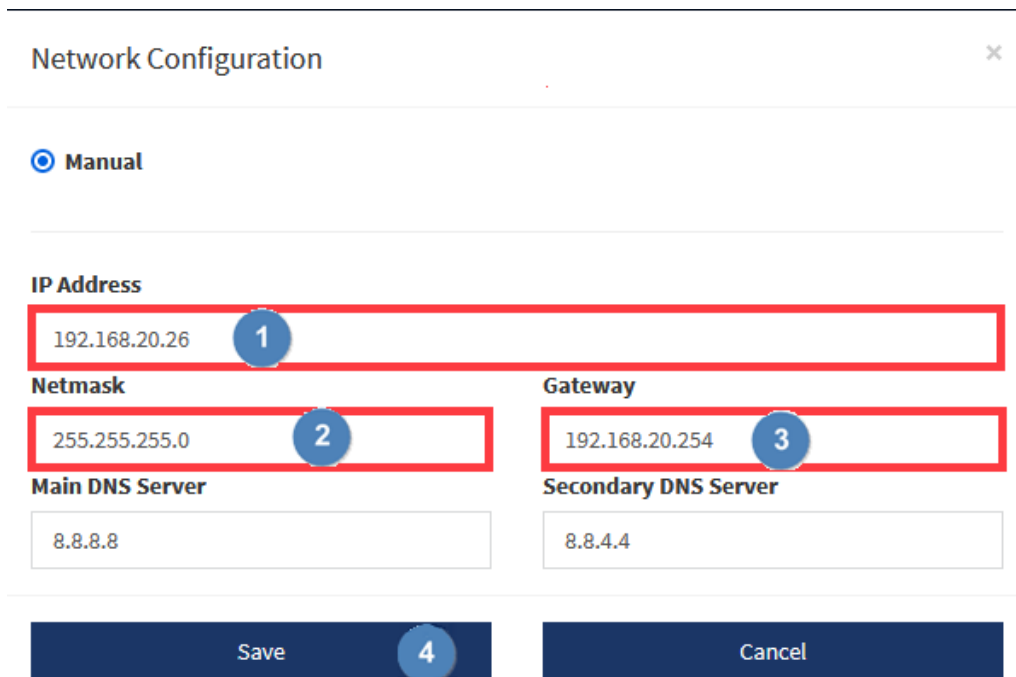 Network Configuration ×
Manual
IP Address
192.168.20.26 1
Netmask Gateway
255.255.255.0 2 192.168.20.254 3
Main DNS Server Secondary DNS Server
8.8.8.8 8.8.4.4
Save 4 Cancel